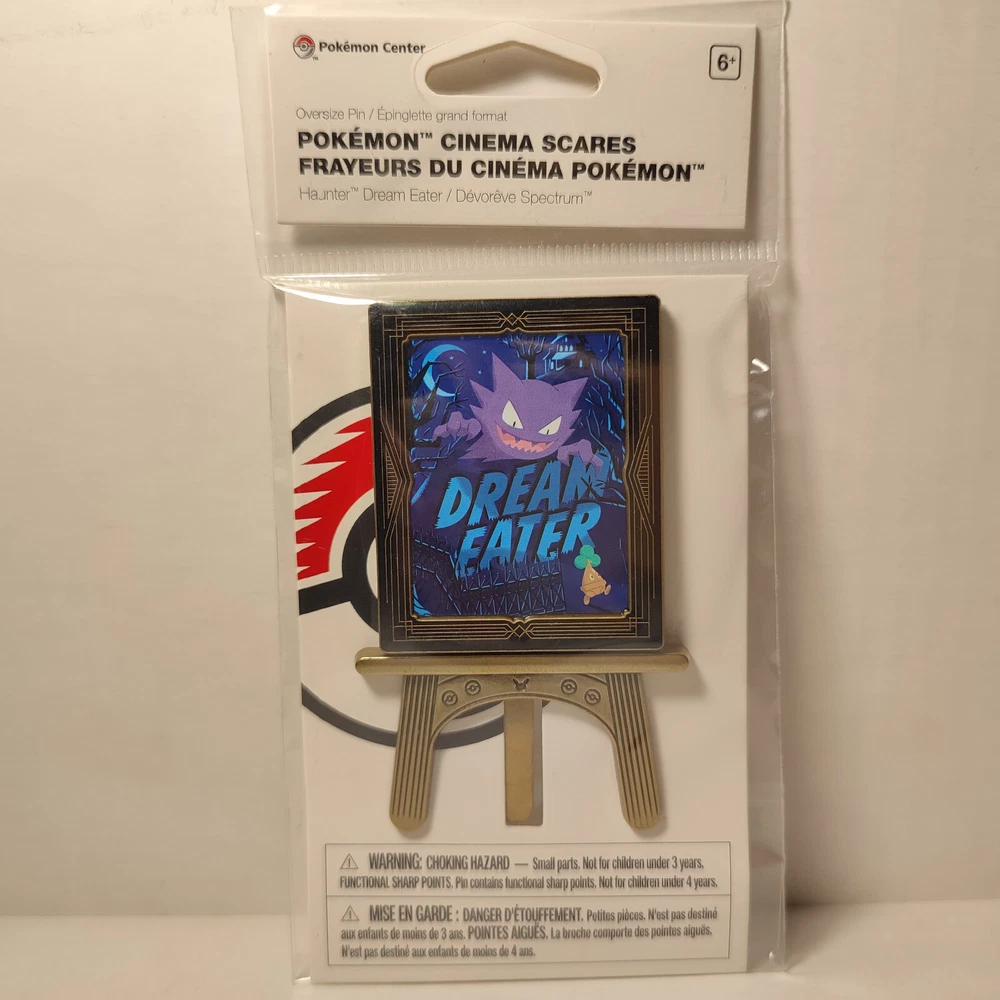 Pokémon Center
TM
6+
Oversize Pin / Épinglette grand format
POKÉMON™ CINEMA SCARES
FRAYEURS DU CINÉMA POKÉMON™
Haunter™ Dream Eater / Dévorêve Spectrum™
DREAM
EATER
WARNING: CHOKING HAZARD — Small parts. Not for children under 3 years.
FUNCTIONAL SHARP POINTS. Pin contains functional sharp points. Not for children under 4 years.
MISE EN GARDE : DANGER D'ÉTOUFFEMENT. Petites pièces. N'est pas destiné
aux enfants de moins de 3 ans. POINTES AIGUËS. La broche comporte des pointes aiguës.
N'est pas destiné aux enfants de moins de 4 ans.